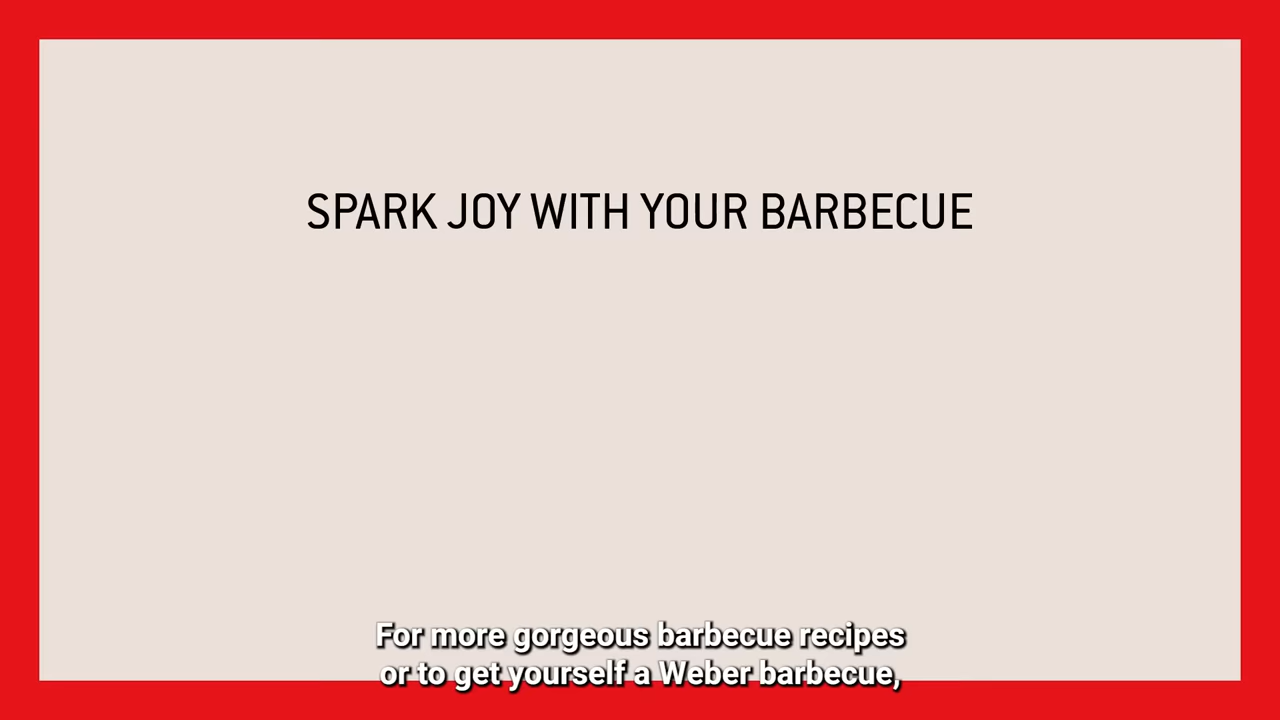 SPARK JOY WITH YOUR BARBECUE
For more gorgeous barbecue recipes
or to get yourself a Weber barbecue,